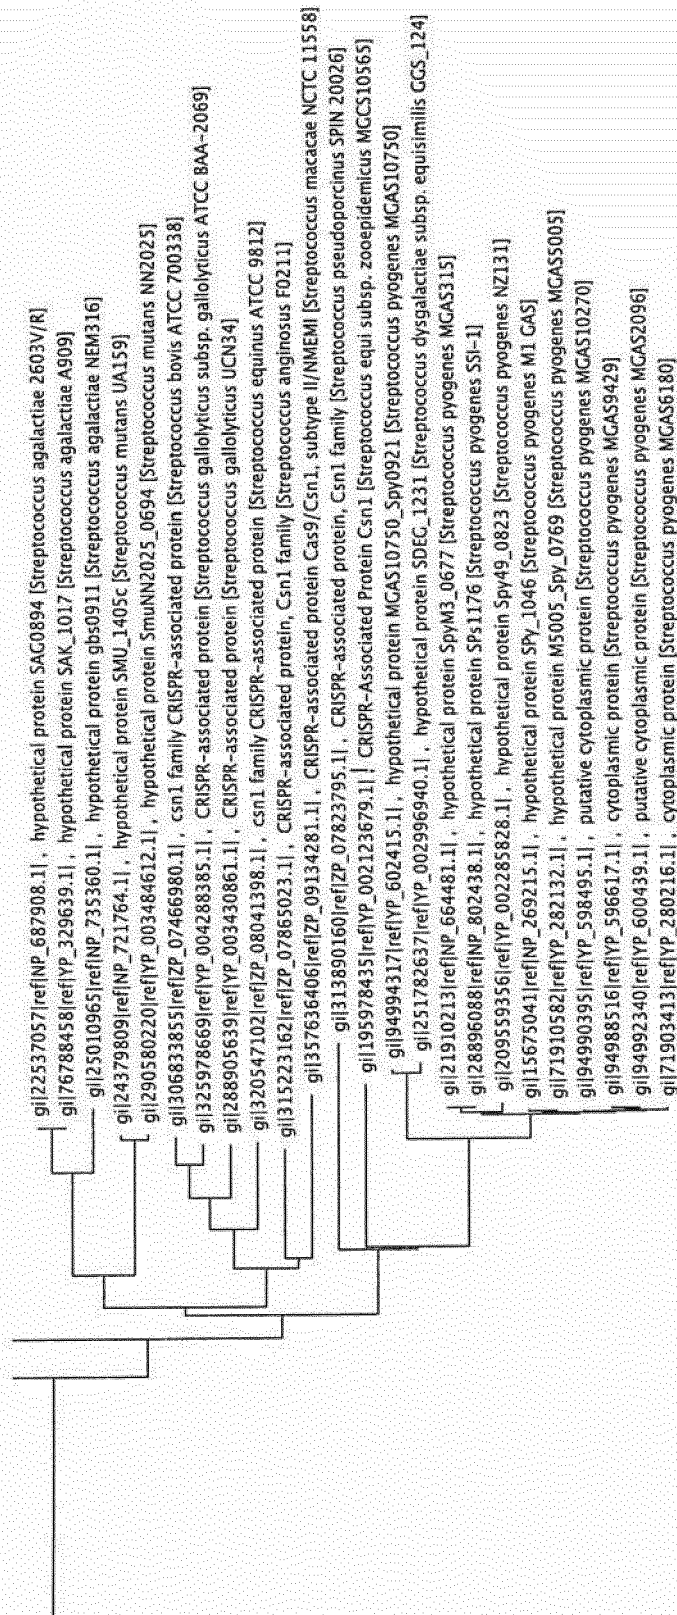 gi|22537057|ref|NP_687908.1| , hypothetical protein SAG0894 [Streptococcus agalactiae 2603V/R]
gi|76788458|ref|YP_329639.1| , hypothetical protein SAK_1017 [Streptococcus agalactiae A909]
gi|25010965|ref|NP_735360.1| , hypothetical protein gbs0911 [Streptococcus agalactiae NEM316]
gi|24379809|ref|NP_721764.1| , hypothetical protein SMU_1405c [Streptococcus mutans UA159]
gi|290580220|ref|YP_003484612.1| , hypothetical protein SmuNN2025_0694 [Streptococcus mutans NN2025]
gi|306833855|ref|ZP_07466980.1| , csn1 family CRISPR-associated protein [Streptococcus bovis ATCC 700338]
gi|325978669|ref|YP_004288385.1| , CRISPR-associated protein [Streptococcus gallolyticus subsp. gallolyticus ATCC BAA-2069]
gi|288905639|ref|YP_003430861.1| , CRISPR-associated protein [Streptococcus gallolyticus UCN34]
gi|320547102|ref|ZP_08041398.1| , csn1 family CRISPR-associated protein [Streptococcus equinus ATCC 9812]
gi|315223162|ref|ZP_07865023.1| , CRISPR-associated protein, Csn1 family [Streptococcus anginosus F0211]
gi|357636406|ref|ZP_09134281.1| , CRISPR-associated protein Cas9/Csn1, subtype II/NMEMI [Streptococcus macacae NCTC 11558]
gi|313890160|ref|ZP_07823795.1| , CRISPR-associated protein, Csn1 family [Streptococcus pseudoporcinus SPIN 20026]
gi|195978435|ref|YP_002123679.1| , CRISPR-Associated Protein Csn1 [Streptococcus equi subsp. zooepidemicus MGCS10565]
gi|94994317|ref|YP_602415.1| , hypothetical protein MGAS10750_Spy0921 [Streptococcus pyogenes MGAS10750]
gi|251782637|ref|YP_002996940.1| , hypothetical protein SDEG_1231 [Streptococcus dysgalactiae subsp. equisimilis GGS_124]
gi|21910213|ref|NP_664481.1| , hypothetical protein SpyM3_0677 [Streptococcus pyogenes MGAS315]
gi|28896088|ref|NP_802438.1| , hypothetical protein SPs1176 [Streptococcus pyogenes SSI-1]
gi|209559356|ref|YP_002285828.1| , hypothetical protein Spy49_0823 [Streptococcus pyogenes NZ131]
gi|15675041|ref|NP_269215.1| , hypothetical protein SPy_1046 [Streptococcus pyogenes M1 GAS]
gi|71910582|ref|YP_282132.1| , hypothetical protein M5005_Spy_0769 [Streptococcus pyogenes MGAS5005]
gi|94990395|ref|YP_598495.1| , putative cytoplasmic protein [Streptococcus pyogenes MGAS10270]
gi|94988516|ref|YP_596617.1| , cytoplasmic protein [Streptococcus pyogenes MGAS9429]
gi|94992340|ref|YP_600439.1| , putative cytoplasmic protein [Streptococcus pyogenes MGAS2096]
gi|71903413|ref|YP_280216.1| , cytoplasmic protein [Streptococcus pyogenes MGAS6180]